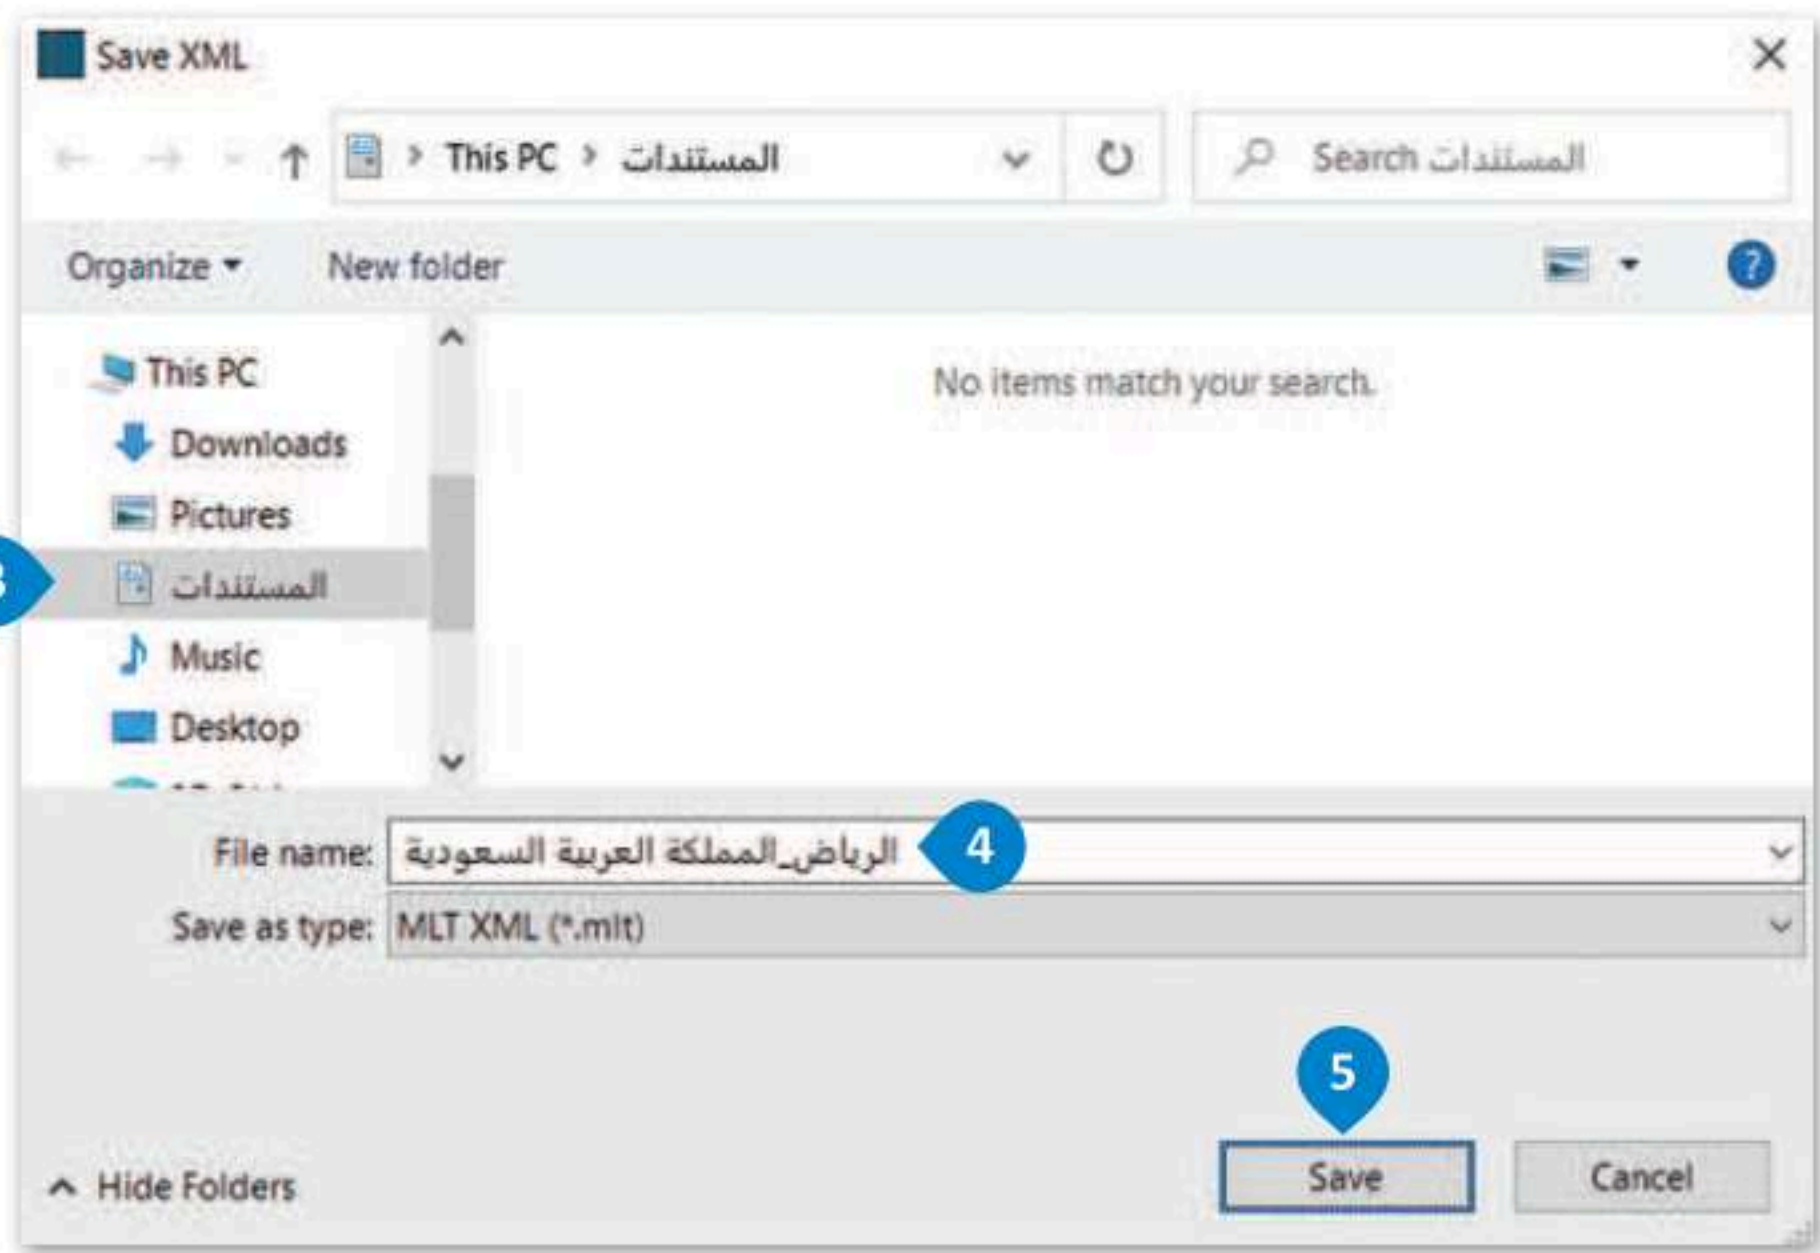 Save XML
This PC > المستندات
Search المستندات
Organize
New folder
This PC
Downloads
Pictures
المستندات
Music
Desktop
No items match your search.
File name: الرياض_المملكة العربية السعودية
4
Save as type: MLT XML (*.mlt)
5
Hide Folders
Save
Cancel